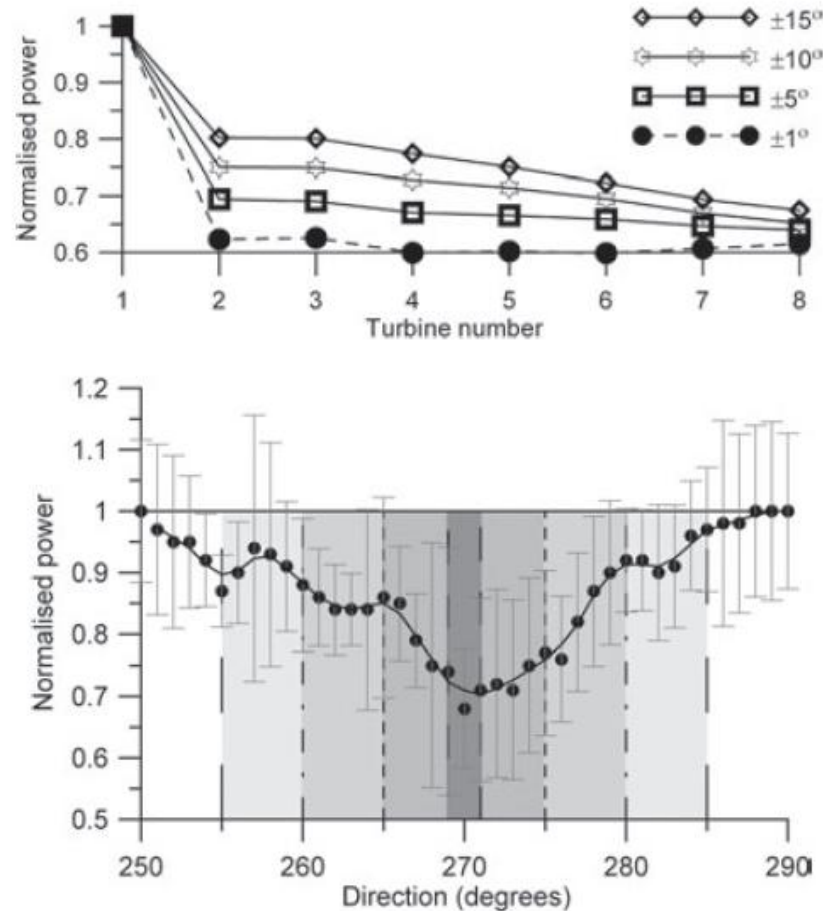 1
0.9
0.8
0.7
0.6
Normalised power
±15º
±10º
±5º
±1º
1 2 3 4 5 6 7 8
Turbine number
1.2
1.1
1
0.9
0.8
0.7
0.6
0.5
Normalised power
250 260 270 280 290
Direction (degrees)